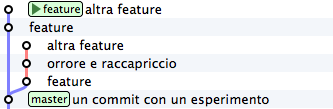 feature altra feature
feature
altra feature
orrore e raccapriccio
feature
master un commit con un esperimento